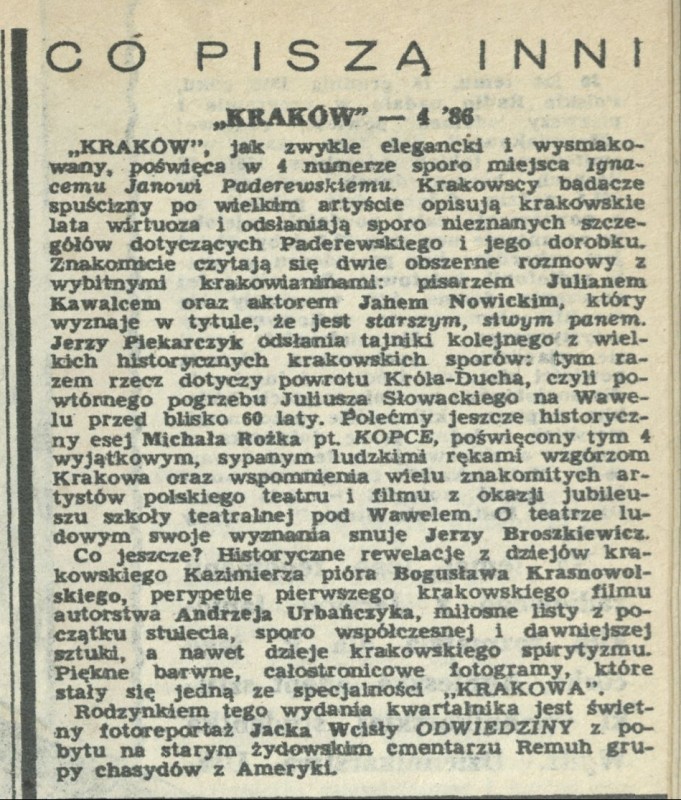 CO PISZĄ INNI
„KRAKÓW” — 4 '86
„KRAKÓW”, jak zwykle elegancki i wysmako-
wany, poświęca w 4 numerze sporo miejsca Igna-
cemu Janowi Paderewskiemu. Krakowscy badacze
spuścizny po wielkim artyście opisują krakowskie
lata wirtuoza i odsłaniają sporo nieznanych szcze-
gółów dotyczących Paderewskiego i jego dorobku.
Znakomicie czytają się dwie obszerne rozmowy z
wybitnymi krakowianinami: pisarzem Julianem
Kawalcem oraz aktorem Janem Nowickim, który
wyznaje w tytule, że jest starszym, siwym panem.
Jerzy Piekarczyk odsłania tajniki kolejnego z wiel-
kich historycznych krakowskich sporów: tym ra-
zem rzecz dotyczy powrotu Króla-Ducha, czyli po-
wtórnego pogrzebu Juliusza Słowackiego na Wawe-
lu przed blisko 60 laty. Polećmy jeszcze historycz-
ny esej Michała Rożka pt. KOPCE, poświęcony tym 4
wyjątkowym, sypanym ludzkimi rękami wzgórzom
Krakowa oraz wspomnienia wielu znakomitych ar-
tystów polskiego teatru i filmu z okazji jubileu-
szu szkoły teatralnej pod Wawelem. O teatrze lu-
dowym swoje wyznania snuje Jerzy Broszkiewicz.
Co jeszcze? Historyczne rewelacje z dziejów kra-
kowskiego Kazimierza pióra Bogusława Krasnowol-
skiego, perypetie pierwszego krakowskiego filmu
autorstwa Andrzeja Urbańczyka, miłosne listy z po-
czątku stulecia, sporo współczesnej i dawniejszej
sztuki, a nawet dzieje krakowskiego spirytyzmu.
Piękne barwne, całostronicowe fotogramy, które
stały się jedną ze specjalności „KRAKOWA”.
Rodzynkiem tego wydania kwartalnika jest świet-
ny fotoreportaż Jacka Wcisły ODWIEDZINY z po-
bytu na starym żydowskim cmentarzu Remuh gru-
py chasydów z Ameryki.